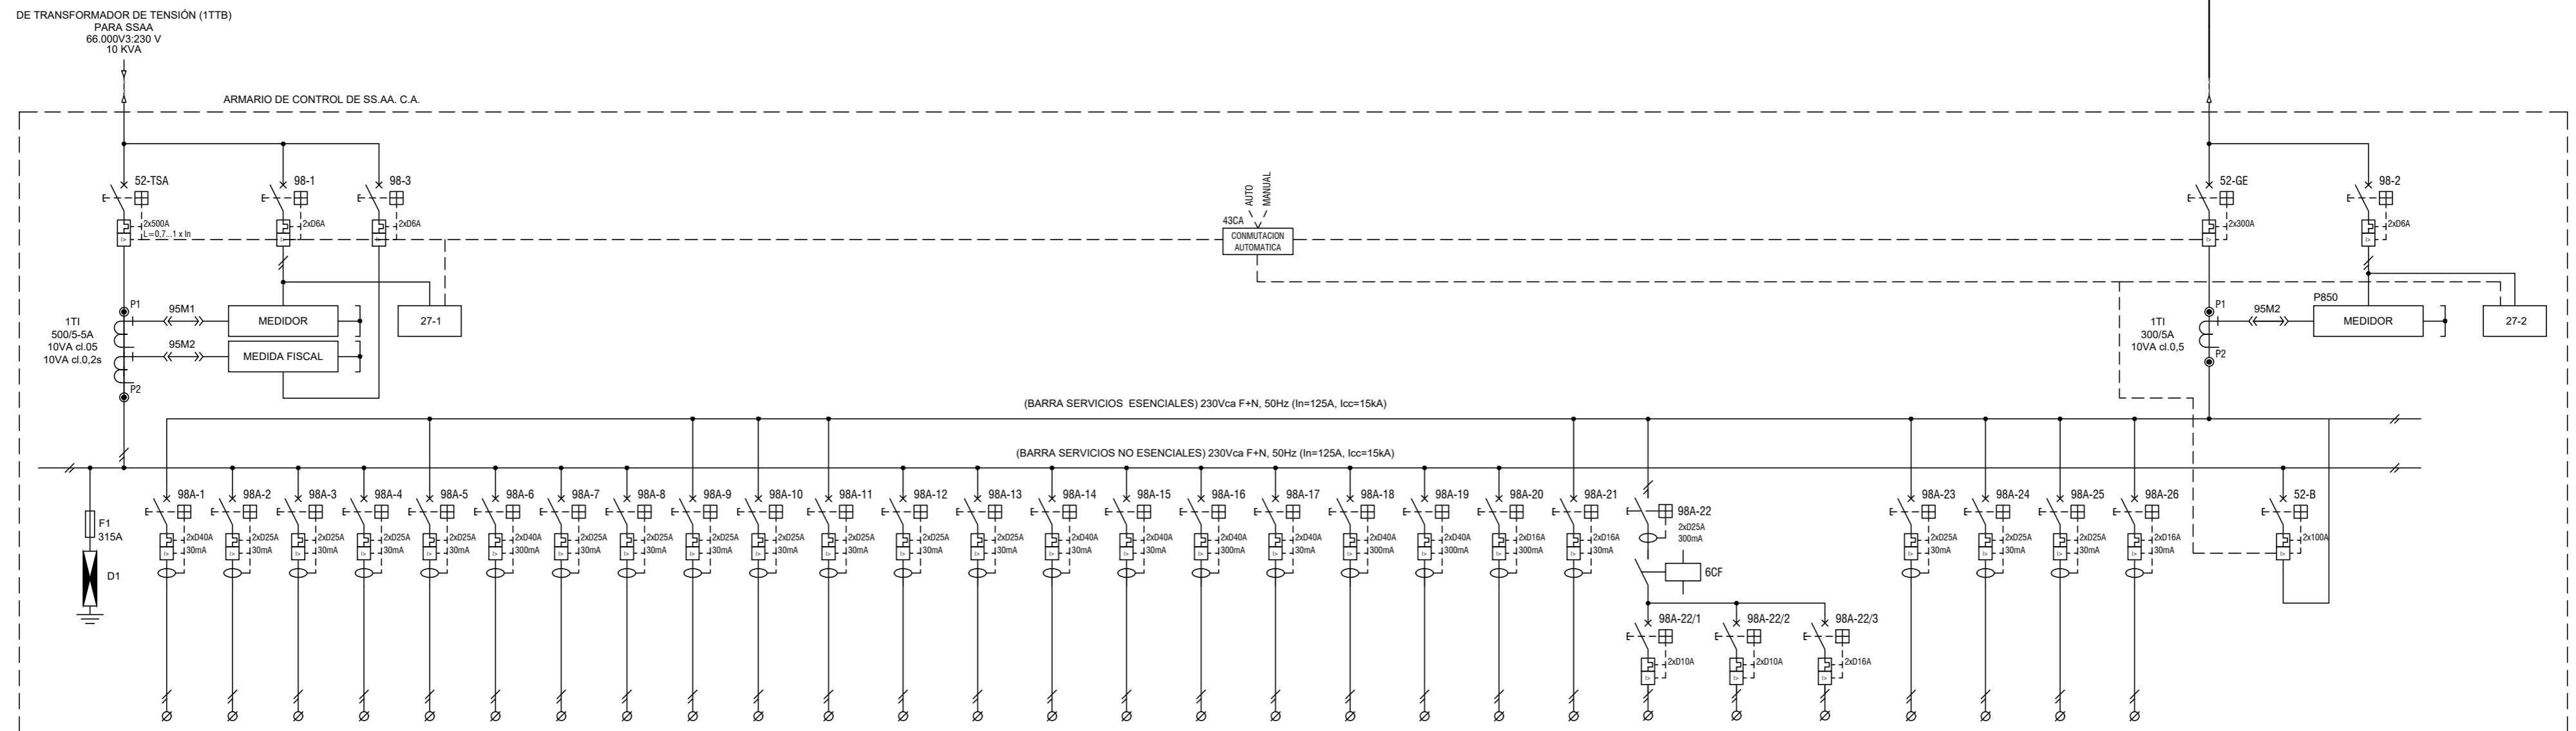 DE TRANSFORMADOR DE TENSIÓN (1TTB)
PARA SSAA
66.000V3:230 V
10 KVA
ARMARIO DE CONTROL DE SS.AA. C.A.
52-TSA
2x500A
L=0,7...1 x In
98-1
2xD6A
98-3
2xD6A
AUTO
MANUAL
43CA
CONMUTACION
AUTOMATICA
52-GE
2x300A
98-2
2xD6A
1TI
500/5-5A
10VA cl.05
10VA cl.0,2s
P1
P2
95M1
MEDIDOR
95M2
MEDIDA FISCAL
27-1
1TI
300/5A
10VA cl.0,5
P1
P2
95M2
P850
MEDIDOR
27-2
(BARRA SERVICIOS ESENCIALES) 230Vca F+N, 50Hz (In=125A, Icc=15kA)
(BARRA SERVICIOS NO ESENCIALES) 230Vca F+N, 50Hz (In=125A, Icc=15kA)
F1
315A
D1
98A-1
2xD40A
30mA
98A-2
2xD25A
30mA
98A-3
2xD25A
30mA
98A-4
2xD25A
30mA
98A-5
2xD25A
30mA
98A-6
2xD40A
300mA
98A-7
2xD25A
30mA
98A-8
2xD25A
30mA
98A-9
2xD25A
30mA
98A-10
2xD25A
30mA
98A-11
2xD25A
30mA
98A-12
2xD25A
30mA
98A-13
2xD25A
30mA
98A-14
2xD40A
30mA
98A-15
2xD40A
30mA
98A-16
2xD40A
300mA
98A-17
2xD40A
30mA
98A-18
2xD40A
300mA
98A-19
2xD40A
300mA
98A-20
2xD16A
300mA
98A-21
2xD16A
30mA
98A-22
2xD25A
300mA
6CF
98A-22/1
2xD10A
98A-22/2
2xD10A
98A-22/3
2xD16A
98A-23
2xD25A
30mA
98A-24
2xD25A
30mA
98A-25
2xD25A
30mA
98A-26
2xD16A
30mA
52-B
2x100A